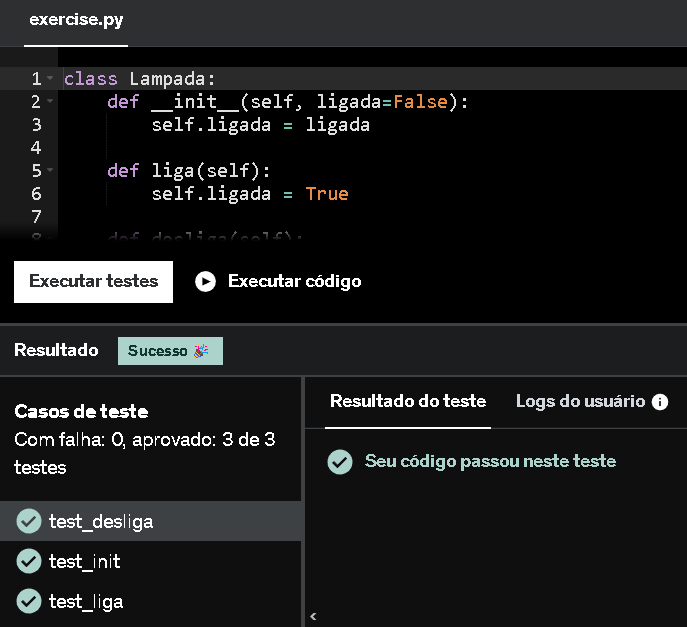 exercise.py
1 class Lampada:
2     def __init__(self, ligada=False):
3         self.ligada = ligada
4
5     def liga(self):
6         self.ligada = True
7
8     def desliga(self):
Executar testes
Executar código
Resultado
Sucesso 🎉
Casos de teste
Com falha: 0, aprovado: 3 de 3
testes
test_desliga
test_init
test_liga
Resultado do teste
Logs do usuário
Seu código passou neste teste